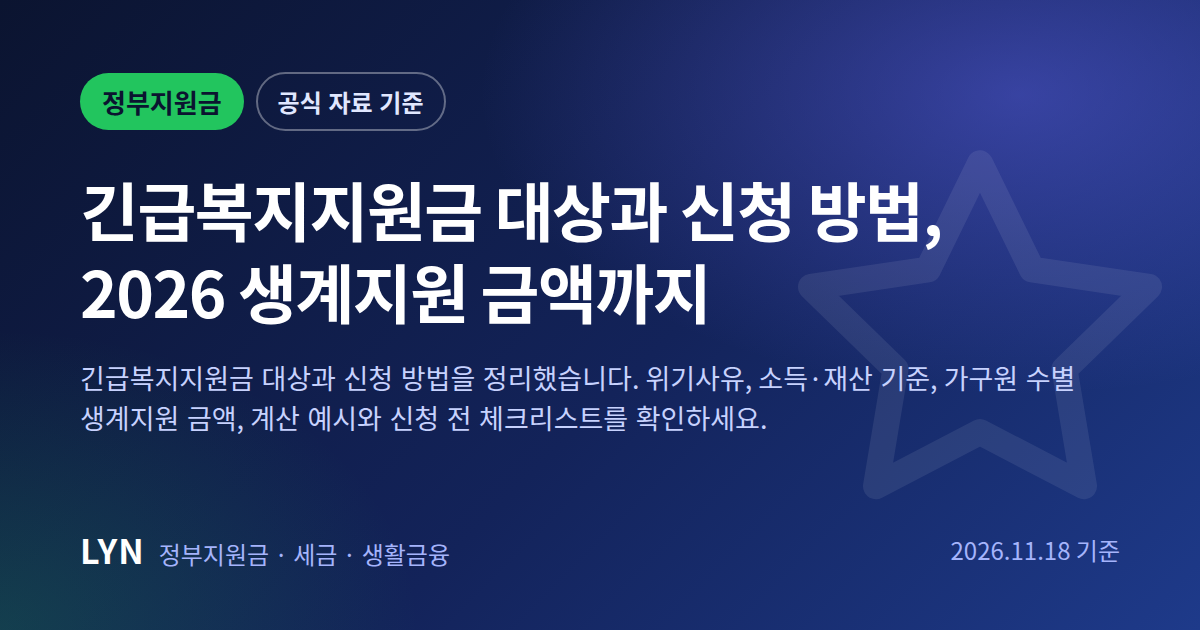 정부지원금 공식 자료 기준
긴급복지지원금 대상과 신청 방법,
2026 생계지원 금액까지
긴급복지지원금 대상과 신청 방법을 정리했습니다. 위기사유, 소득·재산 기준, 가구원 수별
생계지원 금액, 계산 예시와 신청 전 체크리스트를 확인하세요.
LYN 정부지원금 · 세금 · 생활금융
2026.11.18 기준